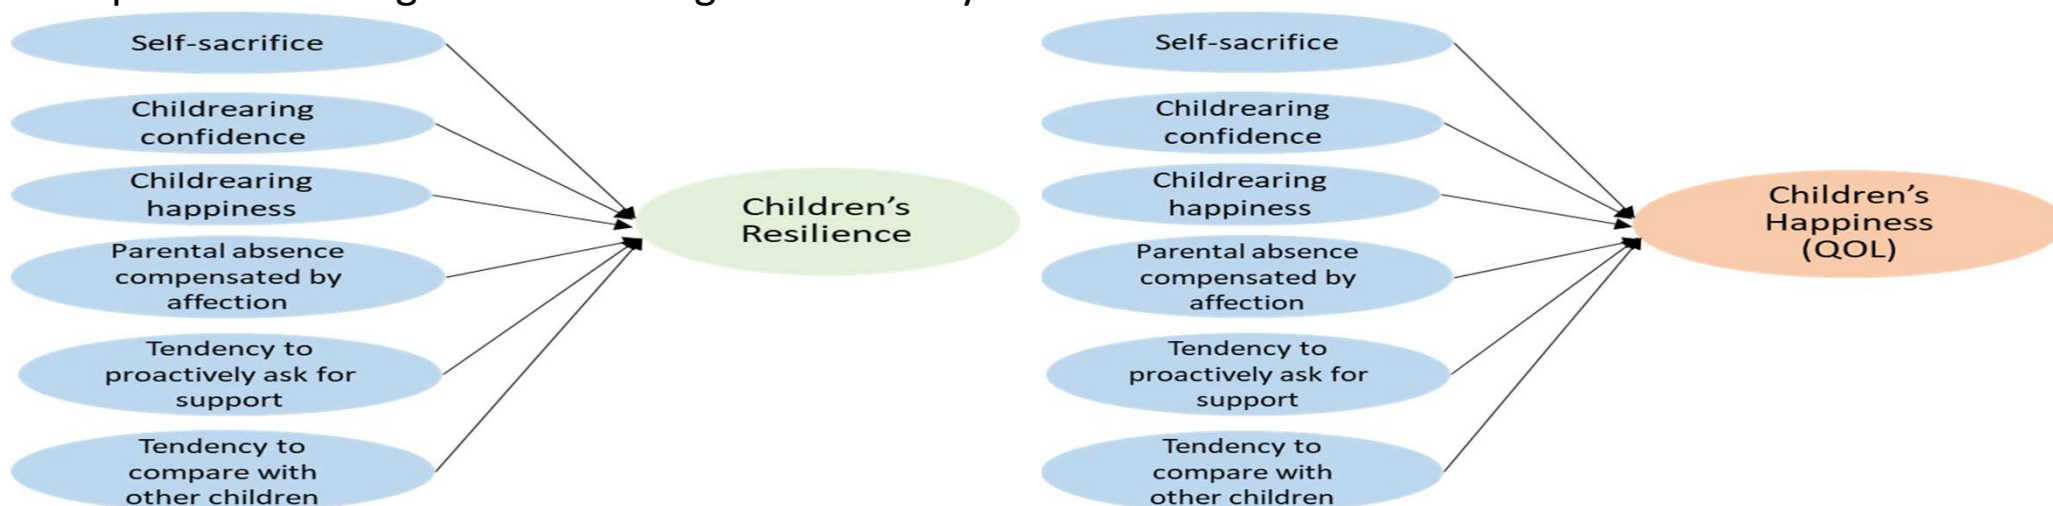 Self-sacrifice
Childrearing
confidence
Childrearing
happiness
Parental absence
compensated by
affection
Tendency to
proactively ask for
support
Tendency to
compare with
other children
Children’s
Resilience
Self-sacrifice
Childrearing
confidence
Childrearing
happiness
Parental absence
compensated by
affection
Tendency to
proactively ask for
support
Tendency to
compare with
other children
Children’s
Happiness
(QOL)